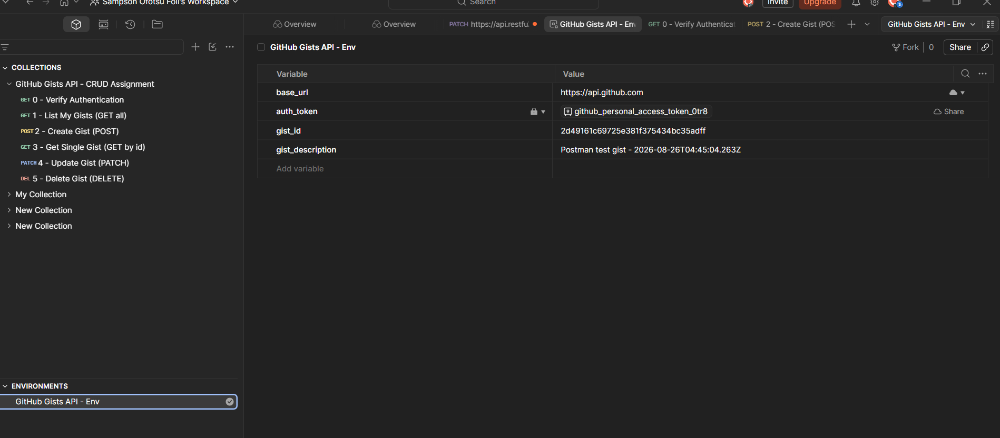 Sampson Ofotsu Foli's Workspace
Search
Invite
Upgrade
Overview
Overview
PATCH https://api.restfu
GitHub Gists API - Env
GET 0 - Verify Authenticat
POST 2 - Create Gist (POS
GitHub Gists API - Env
GitHub Gists API - Env
Fork 0
Share
COLLECTIONS
GitHub Gists API - CRUD Assignment
GET 0 - Verify Authentication
GET 1 - List My Gists (GET all)
POST 2 - Create Gist (POST)
GET 3 - Get Single Gist (GET by id)
PATCH 4 - Update Gist (PATCH)
DEL 5 - Delete Gist (DELETE)
My Collection
New Collection
New Collection
Variable Value
base_url https://api.github.com
auth_token github_personal_access_token_0tr8 Share
gist_id 2d49161c69725e381f375434bc35adff
gist_description Postman test gist - 2026-08-26T04:45:04.263Z
Add variable
ENVIRONMENTS
GitHub Gists API - Env